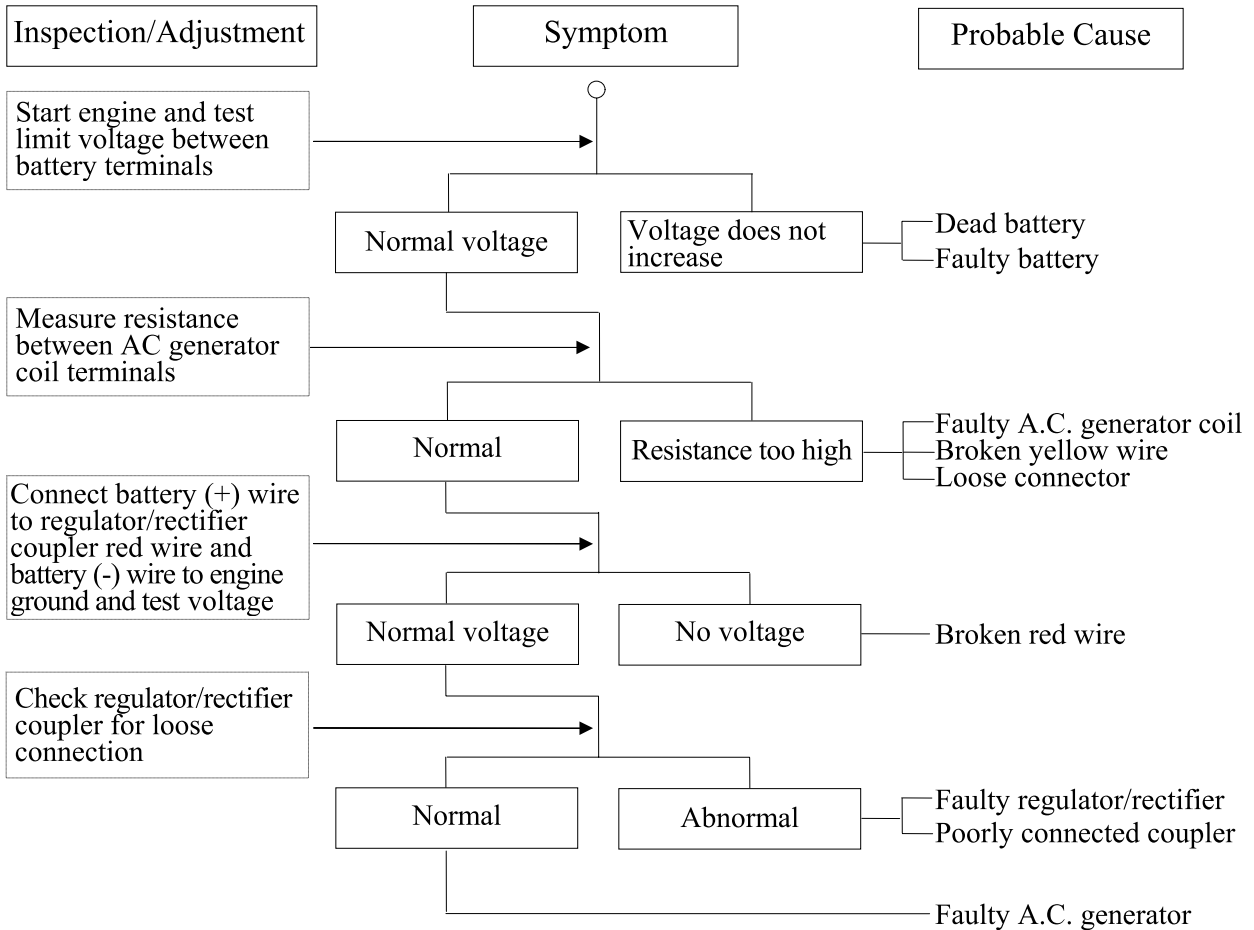 Inspection/Adjustment
Symptom
Probable Cause
Start engine and test
limit voltage between
battery terminals
Normal voltage
Voltage does not
increase
Dead battery
Faulty battery
Measure resistance
between AC generator
coil terminals
Normal
Resistance too high
Faulty A.C. generator coil
Broken yellow wire
Loose connector
Connect battery (+) wire
to regulator/rectifier
coupler red wire and
battery (-) wire to engine
ground and test voltage
Normal voltage
No voltage
Broken red wire
Check regulator/rectifier
coupler for loose
connection
Normal
Abnormal
Faulty regulator/rectifier
Poorly connected coupler
Faulty A.C. generator